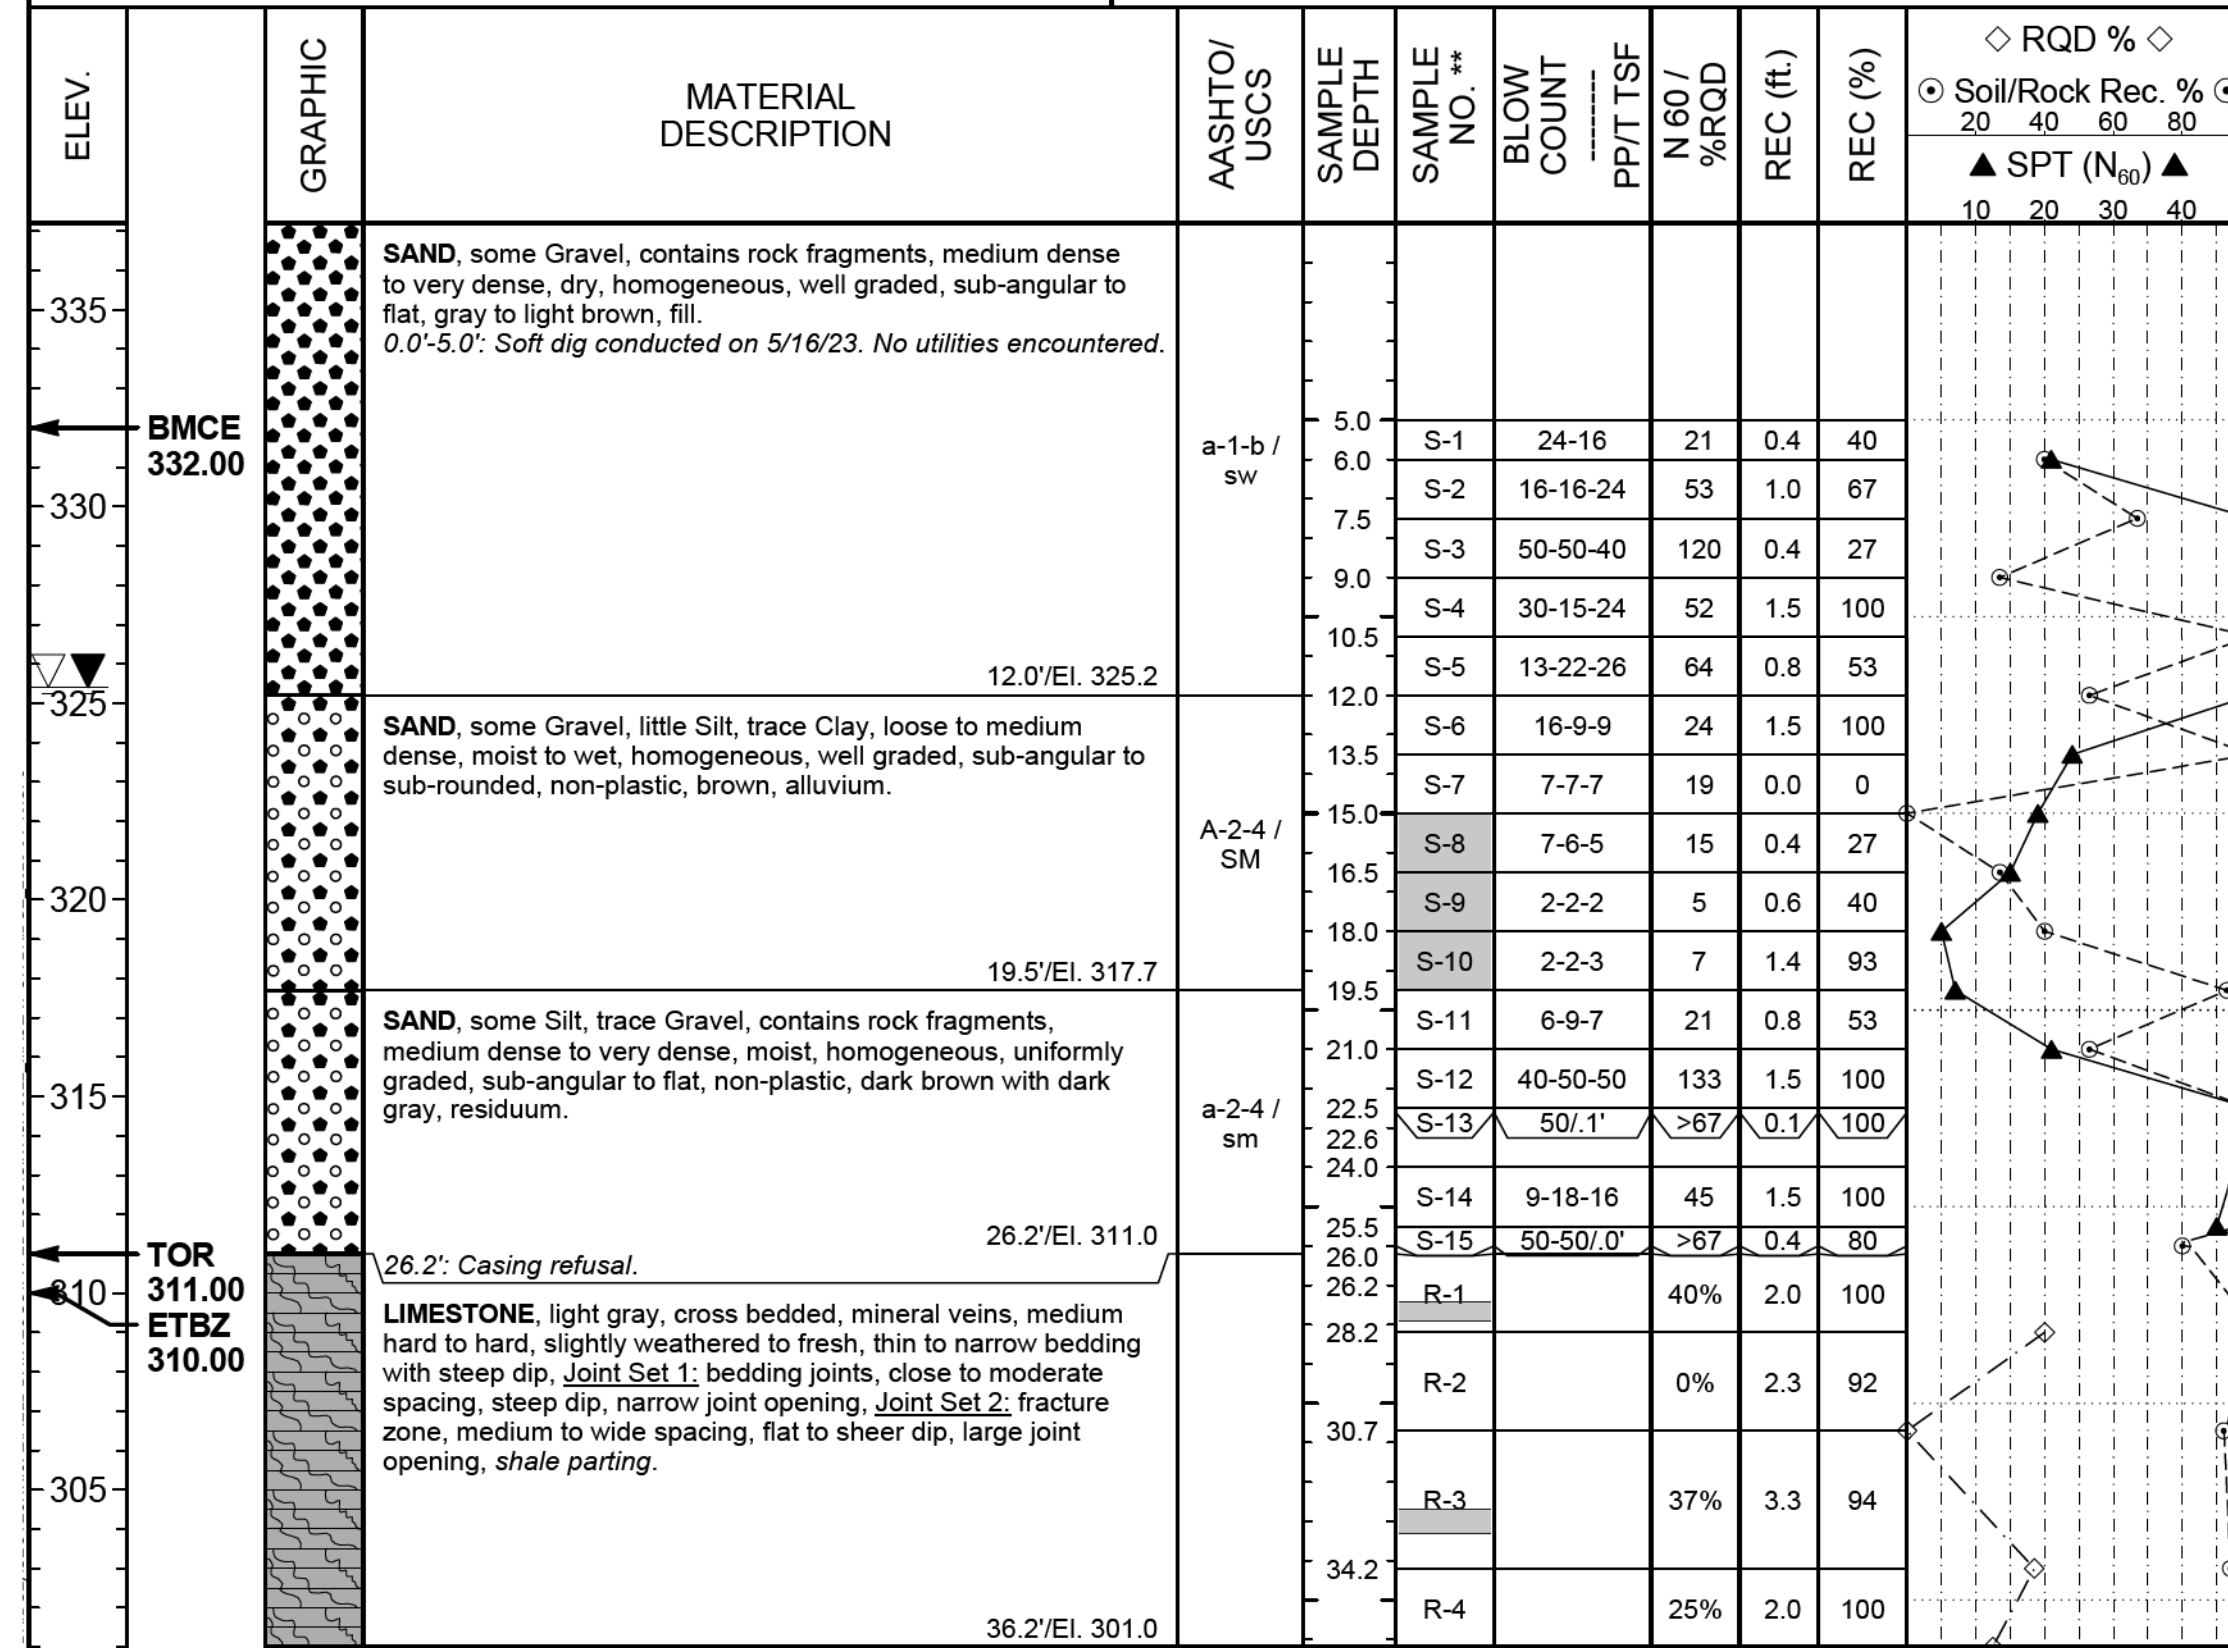 ELEV.
GRAPHIC
MATERIAL
DESCRIPTION
AASHTO/
USCS
SAMPLE
DEPTH
SAMPLE
NO. **
BLOW
COUNT
----------
PP/T TSF
N 60 /
%RQD
REC (ft.)
REC (%)
RQD %
Soil/Rock Rec. %
20 40 60 80
SPT (N60)
10 20 30 40
335
330
325
320
315
310
305
BMCE
332.00
TOR
311.00
ETBZ
310.00
SAND, some Gravel, contains rock fragments, medium dense
to very dense, dry, homogeneous, well graded, sub-angular to
flat, gray to light brown, fill.
0.0'-5.0': Soft dig conducted on 5/16/23. No utilities encountered.
12.0'/El. 325.2
a-1-b /
sw
SAND, some Gravel, little Silt, trace Clay, loose to medium
dense, moist to wet, homogeneous, well graded, sub-angular to
sub-rounded, non-plastic, brown, alluvium.
19.5'/El. 317.7
A-2-4 /
SM
SAND, some Silt, trace Gravel, contains rock fragments,
medium dense to very dense, moist, homogeneous, uniformly
graded, sub-angular to flat, non-plastic, dark brown with dark
gray, residuum.
26.2'/El. 311.0
a-2-4 /
sm
26.2': Casing refusal.
LIMESTONE, light gray, cross bedded, mineral veins, medium
hard to hard, slightly weathered to fresh, thin to narrow bedding
with steep dip, Joint Set 1: bedding joints, close to moderate
spacing, steep dip, narrow joint opening, Joint Set 2: fracture
zone, medium to wide spacing, flat to sheer dip, large joint
opening, shale parting.
36.2'/El. 301.0
5.0
S-1 24-16 21 0.4 40
6.0
S-2 16-16-24 53 1.0 67
7.5
S-3 50-50-40 120 0.4 27
9.0
S-4 30-15-24 52 1.5 100
10.5
S-5 13-22-26 64 0.8 53
12.0
S-6 16-9-9 24 1.5 100
13.5
S-7 7-7-7 19 0.0 0
15.0
S-8 7-6-5 15 0.4 27
16.5
S-9 2-2-2 5 0.6 40
18.0
S-10 2-2-3 7 1.4 93
19.5
S-11 6-9-7 21 0.8 53
21.0
S-12 40-50-50 133 1.5 100
22.5
S-13 50/.1' >67 0.1 100
22.6
24.0
S-14 9-18-16 45 1.5 100
25.5
S-15 50-50/.0' >67 0.4 80
26.0
26.2
R-1 40% 2.0 100
28.2
R-2 0% 2.3 92
30.7
R-3 37% 3.3 94
34.2
R-4 25% 2.0 100